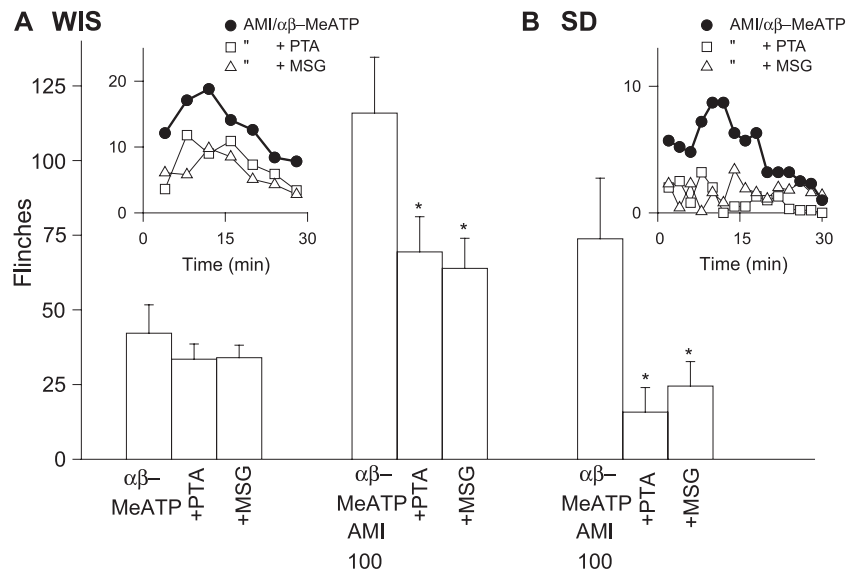 A WIS
AMI/αβ–MeATP
" + PTA
" + MSG
20
10
0
0 15 30
Time (min)
B SD
AMI/αβ–MeATP
" + PTA
" + MSG
10
0
0 15 30
Time (min)
Flinches
125
100
75
50
25
0
* *
* *
αβ–
MeATP
+PTA
+MSG
αβ–
MeATP
AMI
100
+PTA
+MSG
αβ–
MeATP
AMI
100
+PTA
+MSG